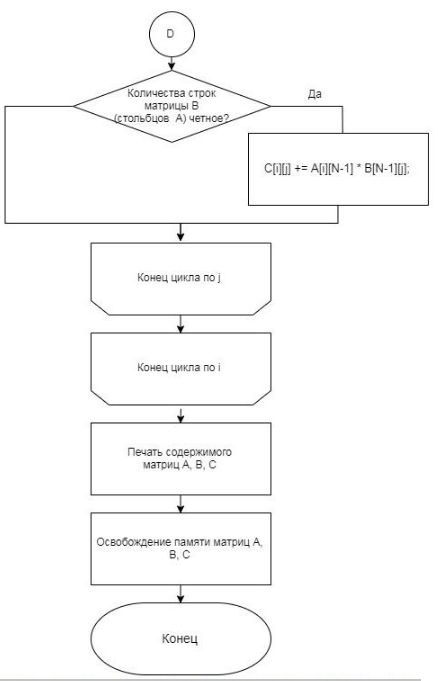 D
Количества строк
матрицы B
(стольбцов A) четное?
Да
C[i][j] += A[i][N-1] * B[N-1][j];
Конец цикла по j
Конец цикла по i
Печать содержимого
матриц A, B, C
Освобождение памяти матриц A,
B, C
Конец